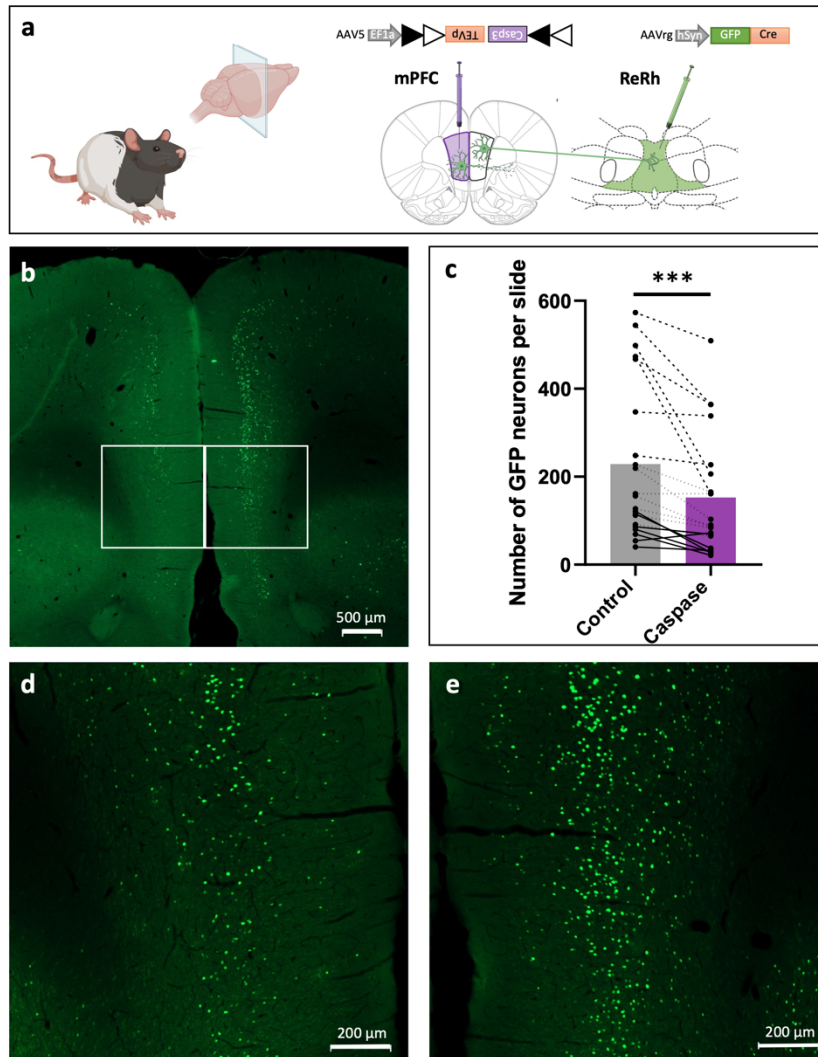 a
AAV5 EF1a TEVp Casp3
AAVrg hSyn GFP Cre
mPFC
ReRh
b
500 µm
c
***
Number of GFP neurons per slide
600
400
200
0
Control
Caspase
d
200 µm
e
200 µm